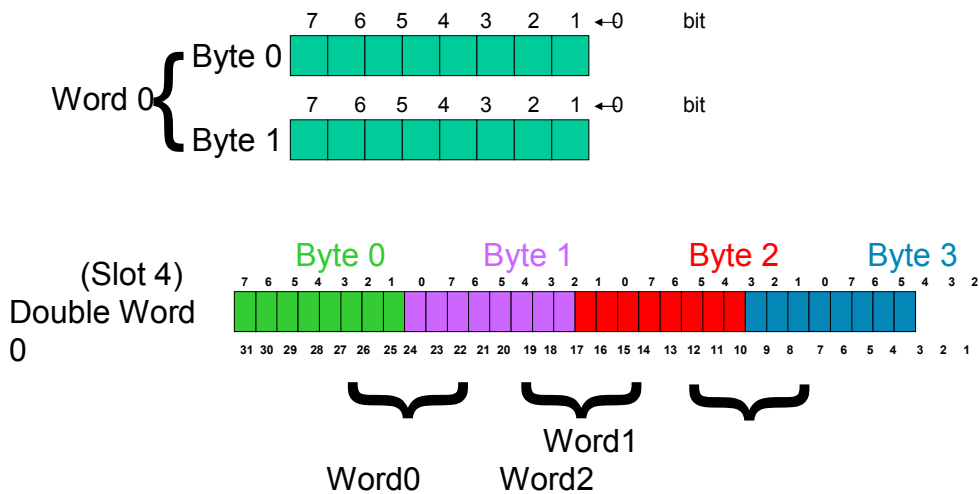 7 6 5 4 3 2 1 ←0 bit
Byte 0
Word 0
7 6 5 4 3 2 1 ←0 bit
Byte 1
Byte 0 Byte 1 Byte 2 Byte 3
(Slot 4)
7 6 5 4 3 2 1 0 7 6 5 4 3 2 1 0 7 6 5 4 3 2 1 0 7 6 5 4 3 2
Double Word
0
31 30 29 28 27 26 25 24 23 22 21 20 19 18 17 16 15 14 13 12 11 10 9 8 7 6 5 4 3 2 1
Word1
Word0 Word2